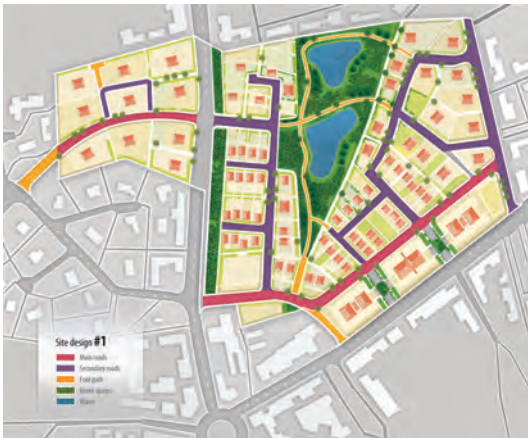 Site design #1
Main roads
Secondary roads
Foot path
Green spaces
Water